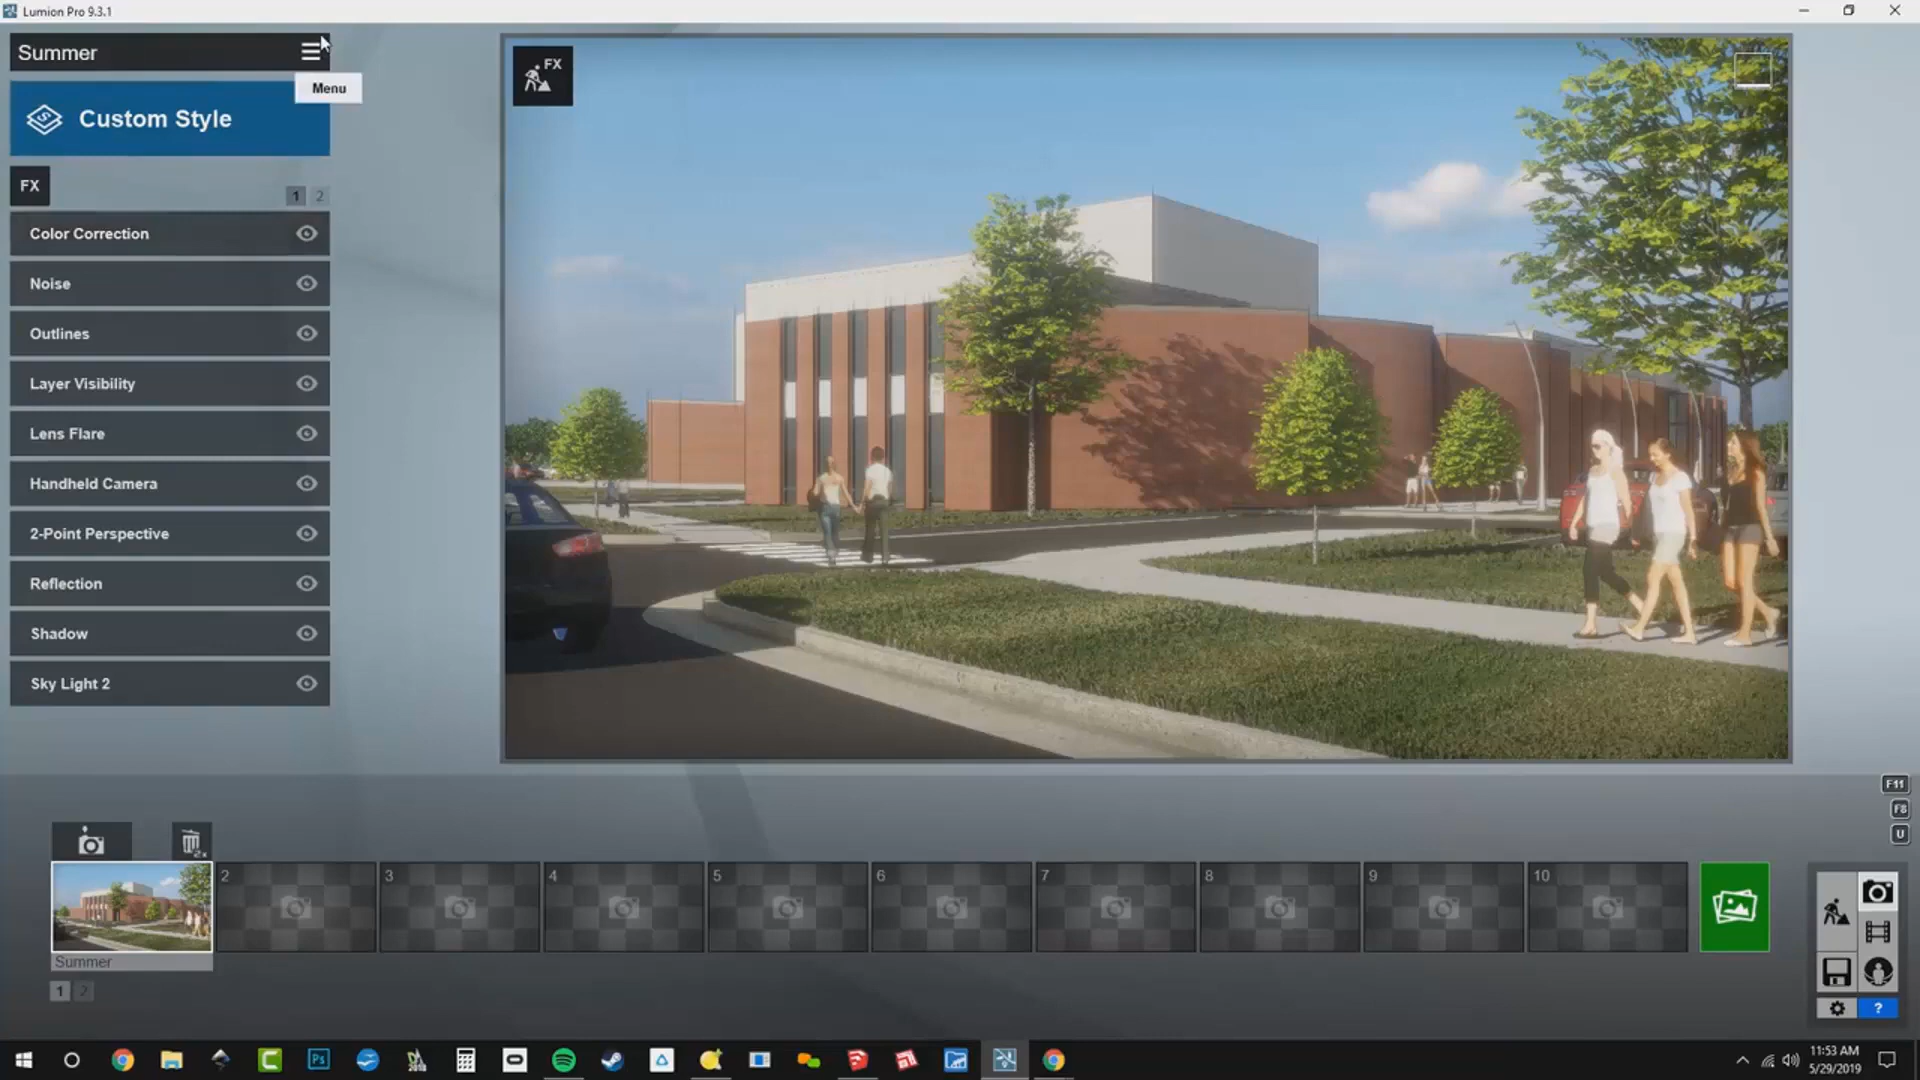 Lumion Pro 9.3.1
Summer
Menu
Custom Style
FX
1 2
Color Correction
Noise
Outlines
Layer Visibility
Lens Flare
Handheld Camera
2-Point Perspective
Reflection
Shadow
Sky Light 2
FX
F11
F8
U
2 3 4 5 6 7 8 9 10
Summer
1 2
?
Ps
11:53 AM
5/29/2019